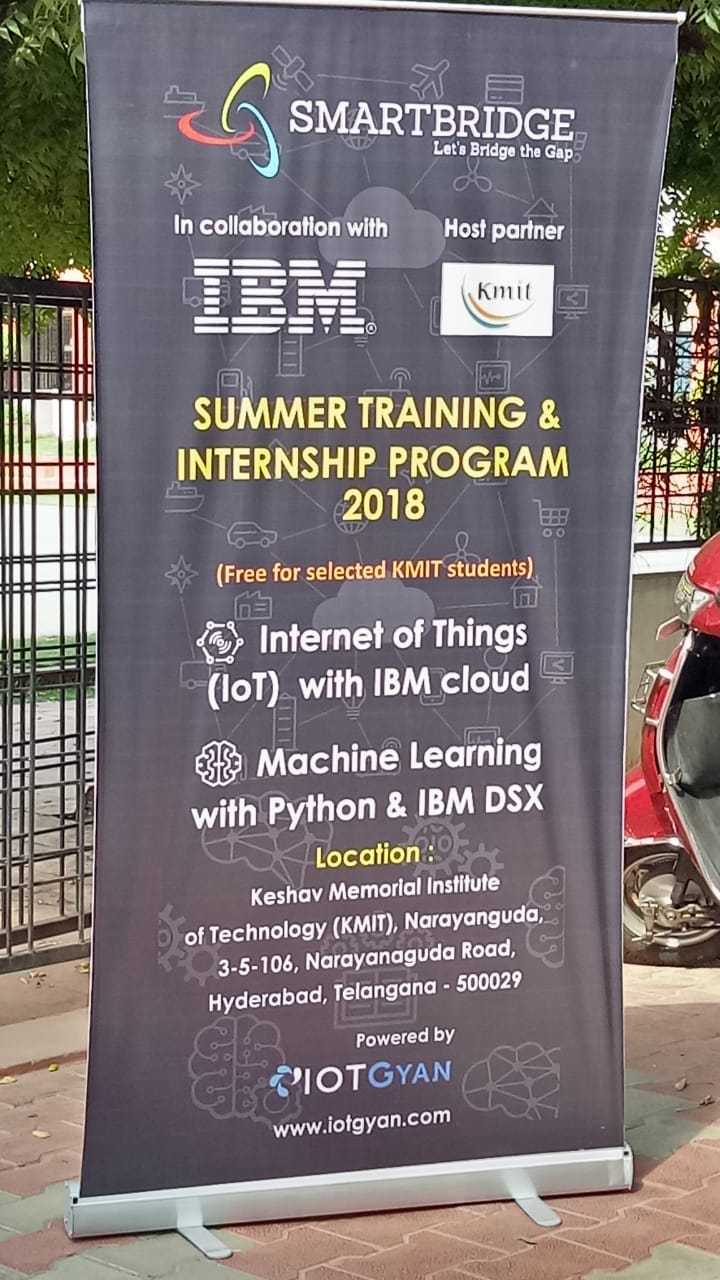 SMARTBRIDGE
Let's Bridge the Gap
In collaboration with
Host partner
IBM®
Kmit
SUMMER TRAINING &
INTERNSHIP PROGRAM
2018
(Free for selected KMIT students)
Internet of Things
(IoT) with IBM cloud
Machine Learning
with Python & IBM DSX
Location :
Keshav Memorial Institute
of Technology (KMIT), Narayanguda,
3-5-106, Narayanaguda Road,
Hyderabad, Telangana - 500029
Powered by
IOTGYAN
www.iotgyan.com